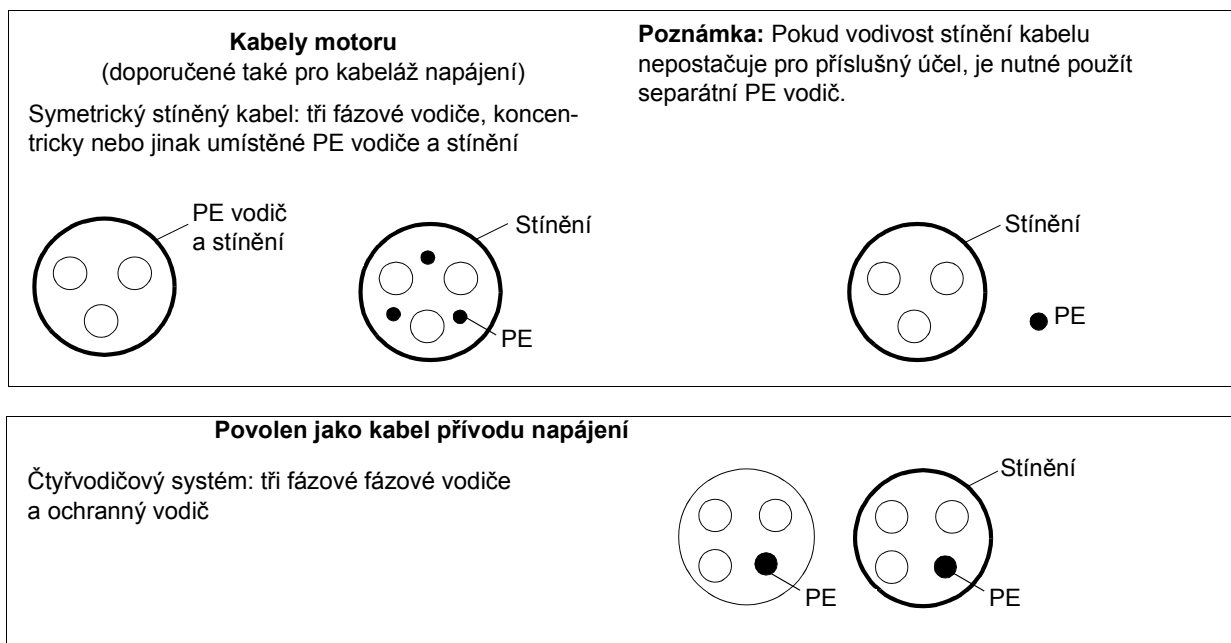 Kabely motoru
(doporučené také pro kabeláž napájení)
Symetrický stíněný kabel: tři fázové vodiče, koncen-
tricky nebo jinak umístěné PE vodiče a stínění
Poznámka: Pokud vodivost stínění kabelu
nepostačuje pro příslušný účel, je nutné použít
separátní PE vodič.
PE vodič
a stínění
Stínění
PE
Stínění
PE
Povolen jako kabel přívodu napájení
Čtyřvodičový systém: tři fázové fázové vodiče
a ochranný vodič
Stínění
PE
PE